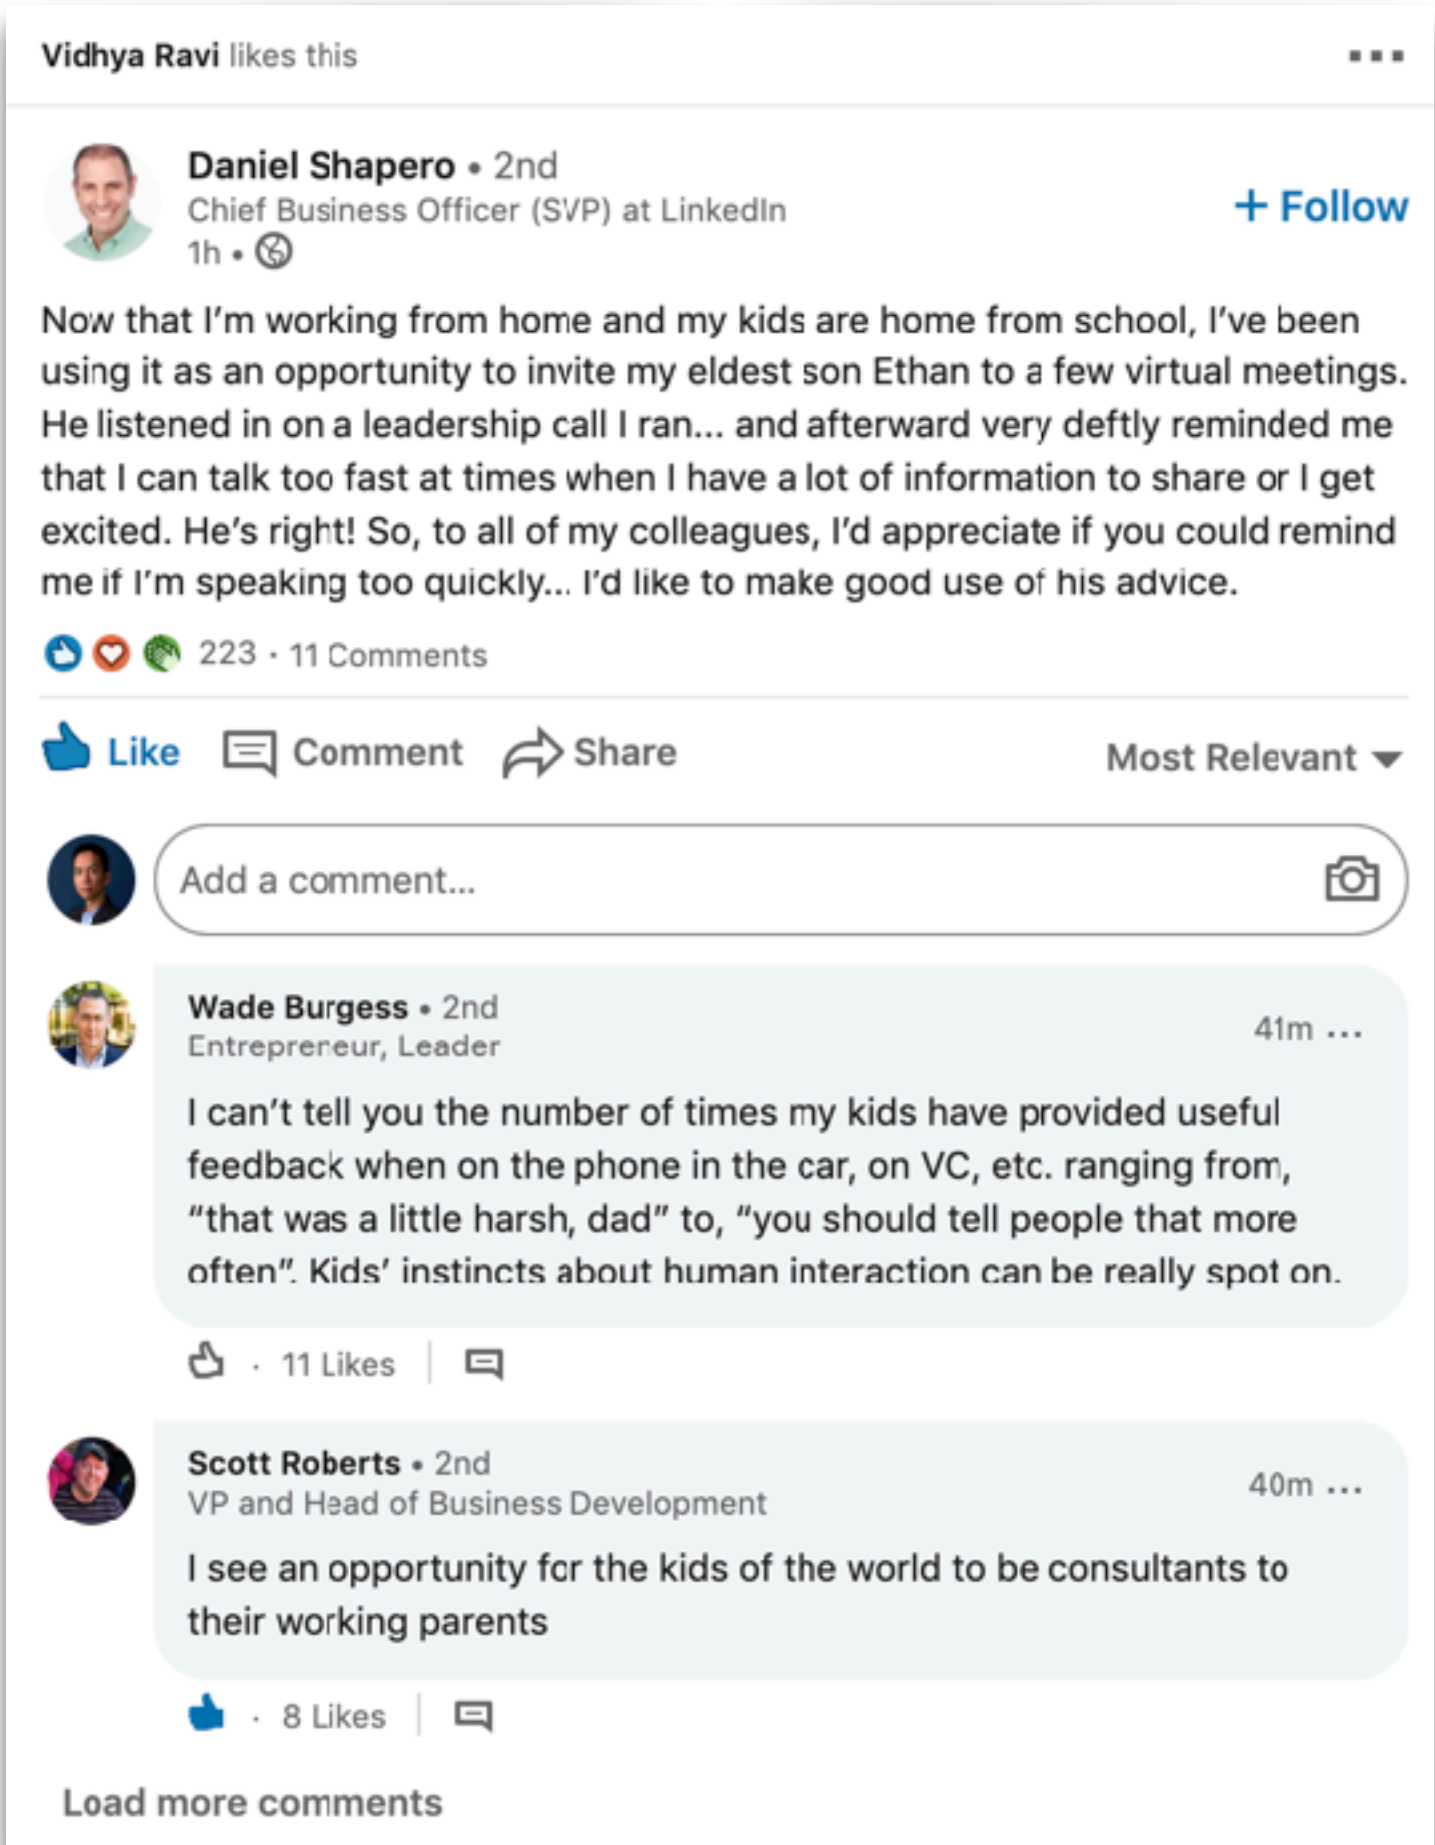 Vidhya Ravi likes this
Daniel Shapero • 2nd
Chief Business Officer (SVP) at LinkedIn
+ Follow
1h •
Now that I’m working from home and my kids are home from school, I’ve been
using it as an opportunity to invite my eldest son Ethan to a few virtual meetings.
He listened in on a leadership call I ran... and afterward very deftly reminded me
that I can talk too fast at times when I have a lot of information to share or I get
excited. He’s right! So, to all of my colleagues, I’d appreciate if you could remind
me if I’m speaking too quickly... I’d like to make good use of his advice.
223 · 11 Comments
Like Comment Share Most Relevant
Add a comment...
Wade Burgess • 2nd
41m ...
Entrepreneur, Leader
I can’t tell you the number of times my kids have provided useful
feedback when on the phone in the car, on VC, etc. ranging from,
“that was a little harsh, dad” to, “you should tell people that more
often”. Kids’ instincts about human interaction can be really spot on.
· 11 Likes
Scott Roberts • 2nd
40m ...
VP and Head of Business Development
I see an opportunity for the kids of the world to be consultants to
their working parents
· 8 Likes
Load more comments